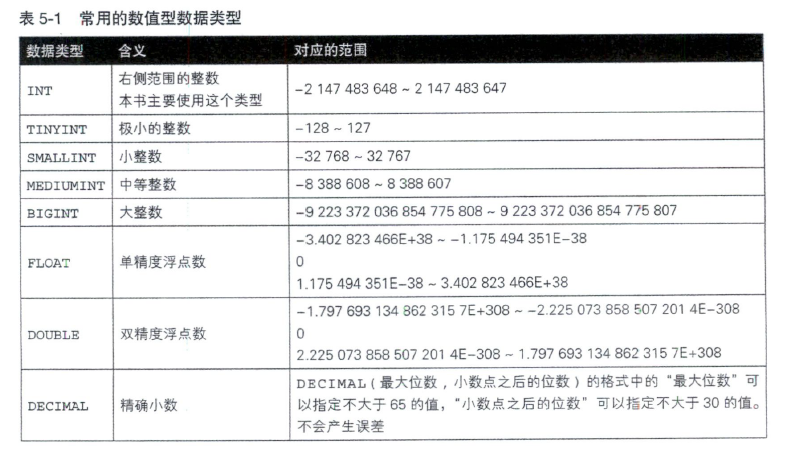 表 5-1 常用的数值型数据类型
数据类型 含义 对应的范围
INT 右侧范围的整数 −2 147 483 648 ~ 2 147 483 647
本书主要使用这个类型
TINYINT 极小的整数 −128 ~ 127
SMALLINT 小整数 −32 768 ~ 32 767
MEDIUMINT 中等整数 −8 388 608 ~ 8 388 607
BIGINT 大整数 −9 223 372 036 854 775 808 ~ 9 223 372 036 854 775 807
FLOAT 单精度浮点数 −3.402 823 466E+38 ~ −1.175 494 351E−38
0
1.175 494 351E−38 ~ 3.402 823 466E+38
DOUBLE 双精度浮点数 −1.797 693 134 862 315 7E+308 ~ −2.225 073 858 507 201 4E−308
0
2.225 073 858 507 201 4E−308 ~ 1.797 693 134 862 315 7E+308
DECIMAL 精确小数 DECIMAL(最大位数,小数点之后的位数)的格式中的“最大位数”可
以指定不大于 65 的值,“小数点之后的位数”可以指定不大于 30 的值。
不会产生误差